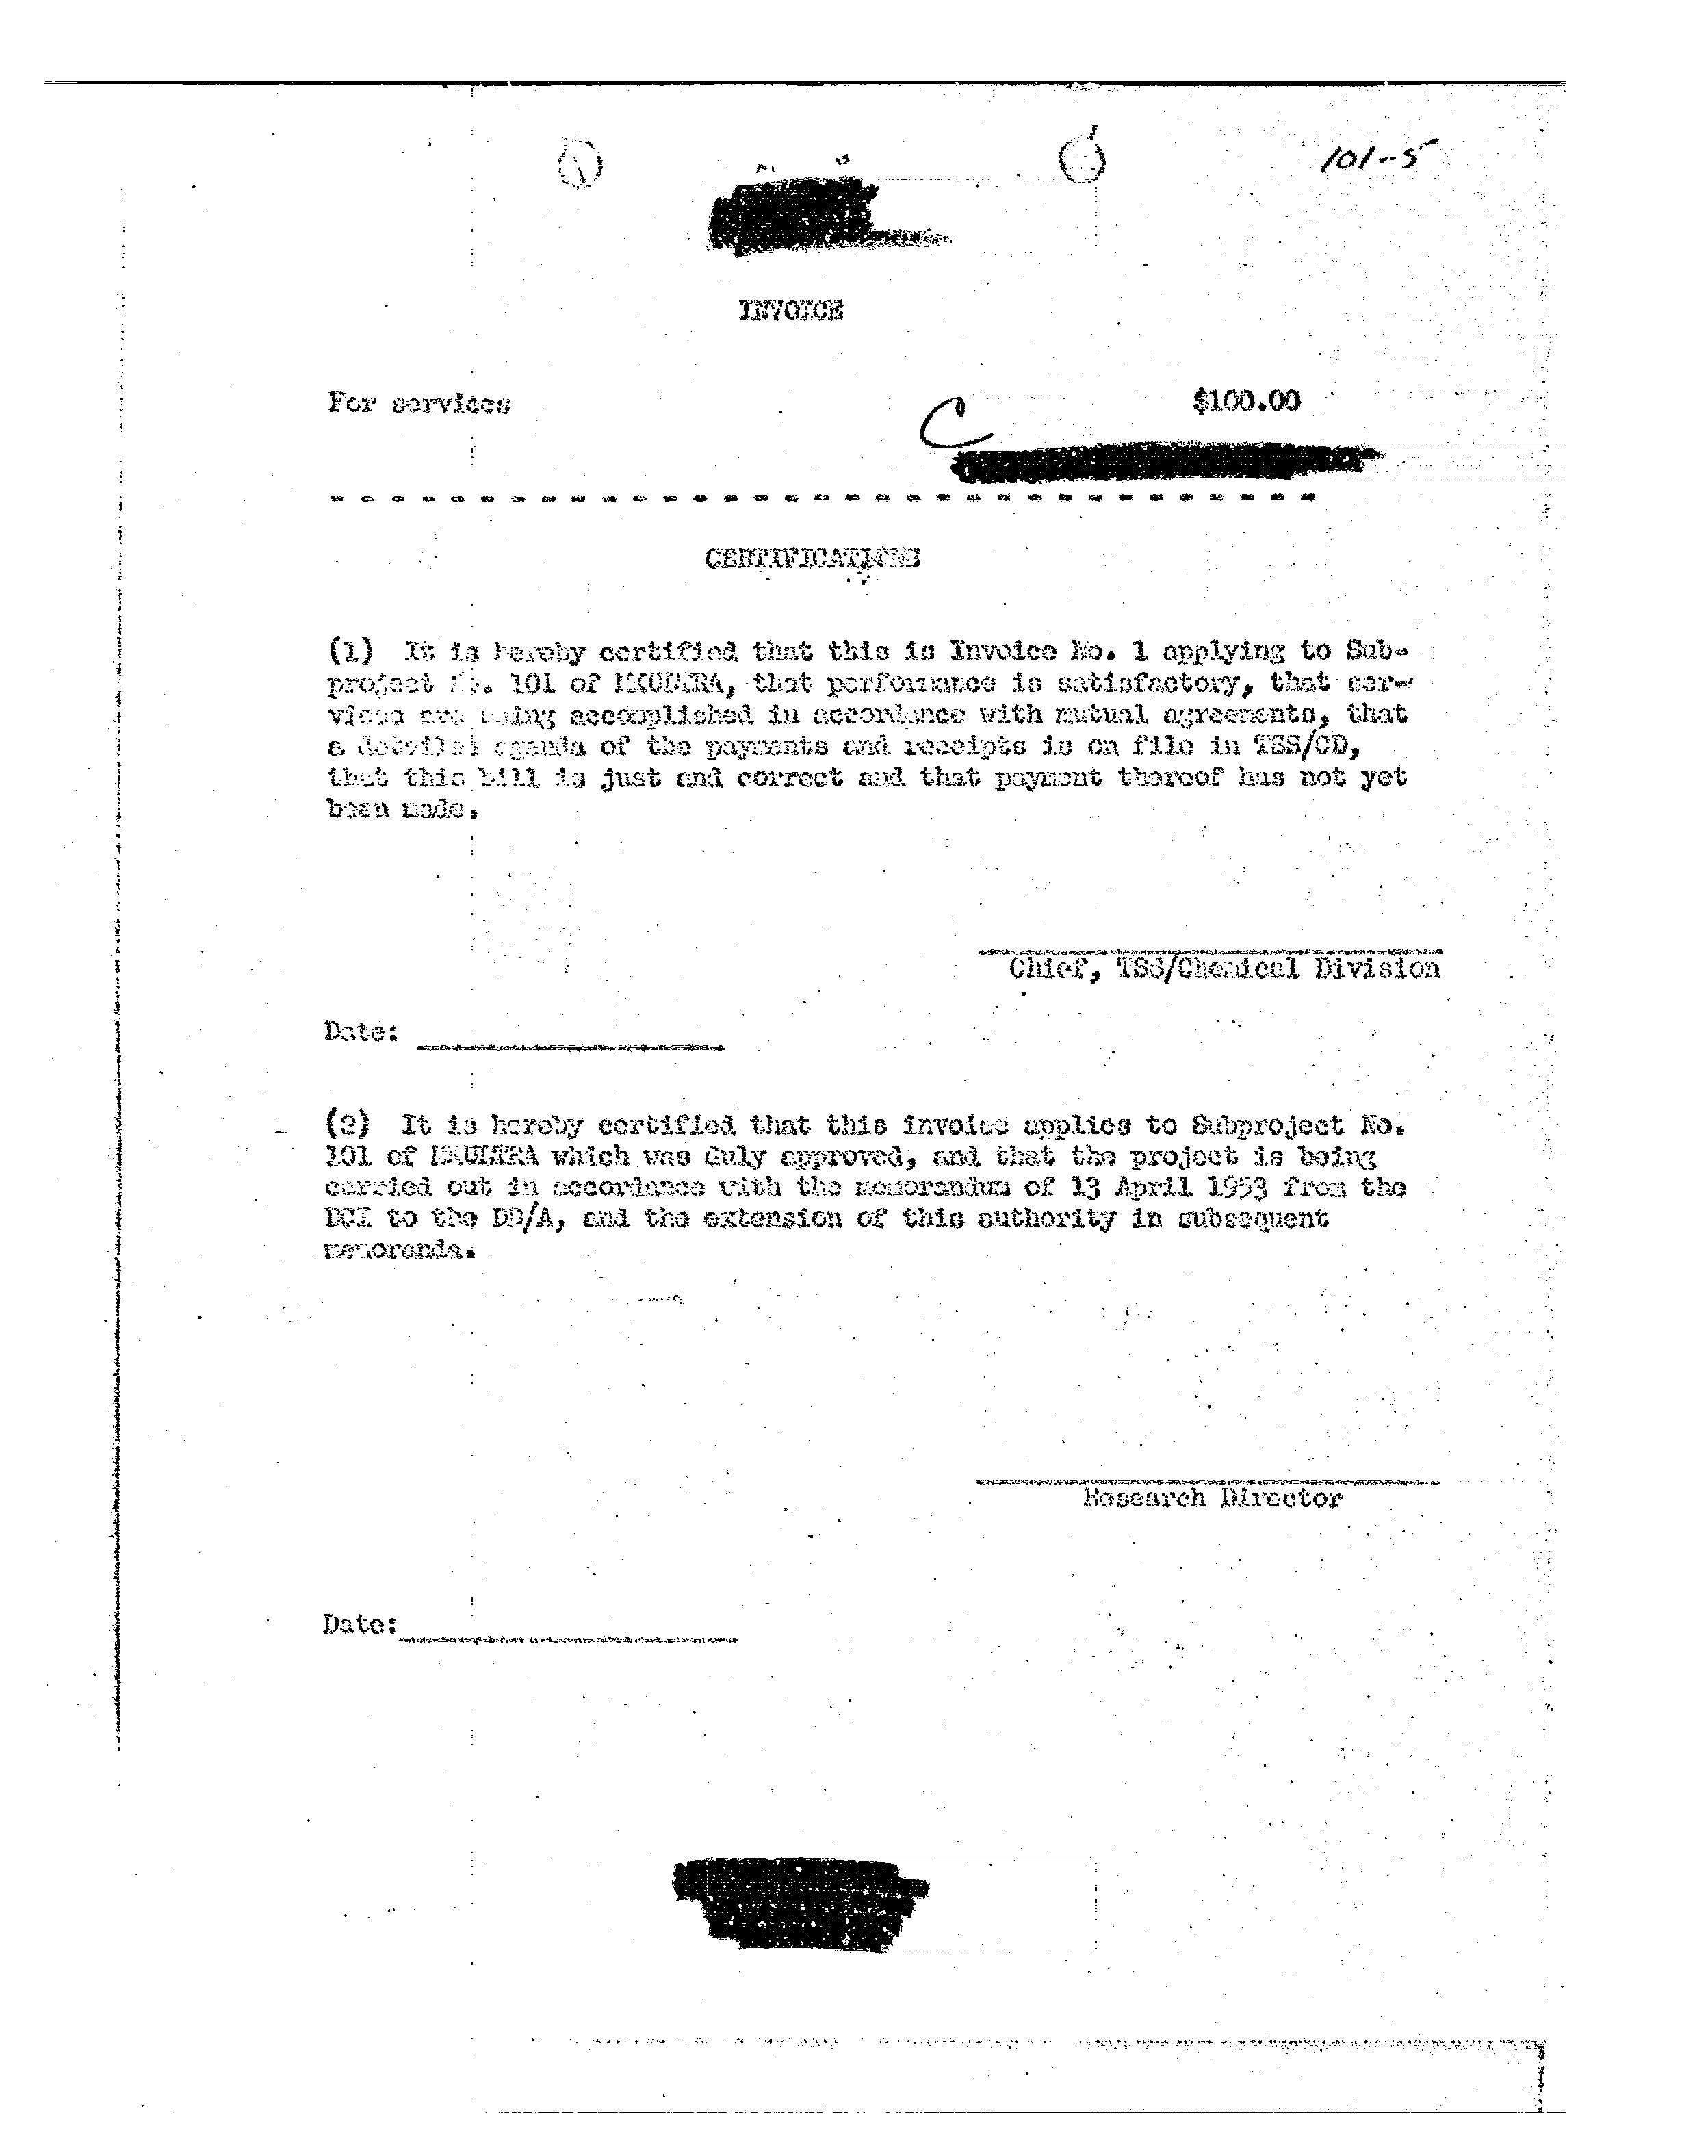 101--5
INVOICE
For services
$100.00
C
CERTIFICATIONS
(1) It is hereby certified that this is Invoice No. 1 applying to Sub-
project No. 101 of MKULTRA, that performance is satisfactory, that ser-
vices are being accomplished in accordance with mutual agreements, that
a detailed agenda of the payments and receipts is on file in TSS/CD,
that this bill is just and correct and that payment thereof has not yet
been made.
Chief, TSS/Chemical Division
Date:
(2) It is hereby certified that this invoice applies to Subproject No.
101 of MKULTRA which was duly approved, and that the project is being
carried out in accordance with the memorandum of 13 April 1953 from the
DCI to the DD/A, and the extension of this authority in subsequent
memoranda.
Research Director
Date: